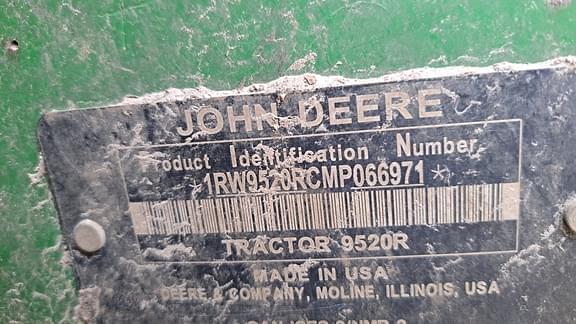 JOHN DEERE
Product Identification Number
*1RW9520RCMP066971*
TRACTOR 9520R
MADE IN USA
DEERE & COMPANY, MOLINE, ILLINOIS, USA